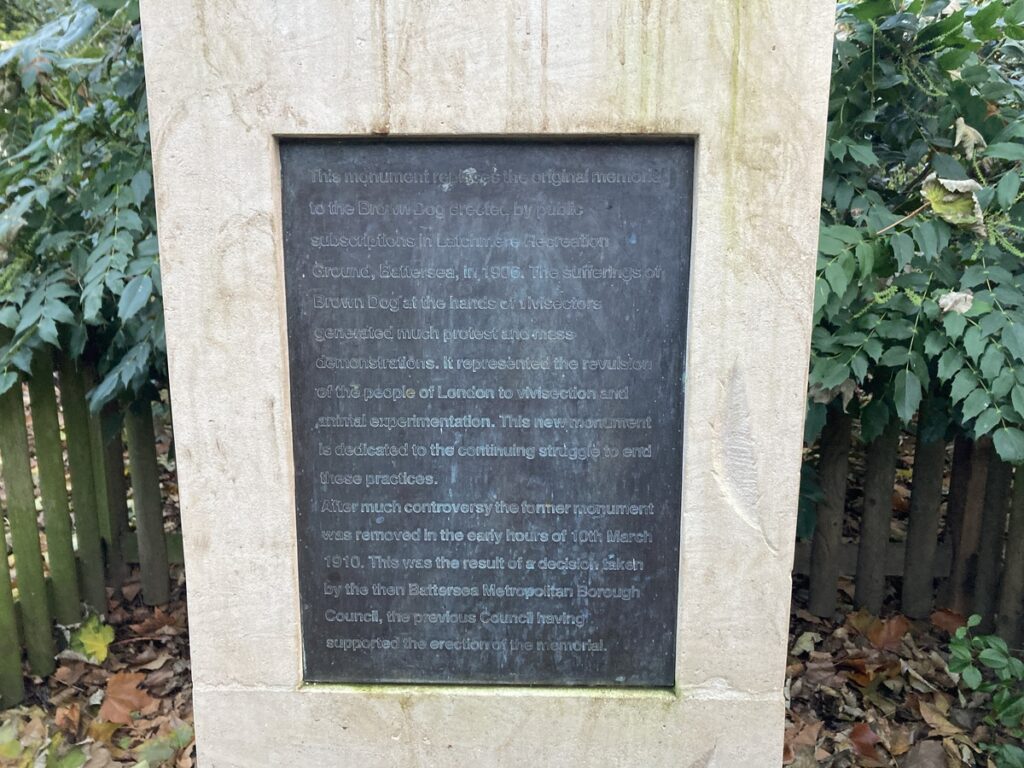 This monument replaces the original memorial
to the Brown Dog erected by public
subscriptions in Latchmere Recreation
Ground, Battersea, in 1906. The sufferings of
Brown Dog at the hands of vivisectors
generated much protest and mass
demonstrations. It represented the revulsion
of the people of London to vivisection and
animal experimentation. This new monument
is dedicated to the continuing struggle to end
these practices.
After much controversy the former monument
was removed in the early hours of 10th March
1910. This was the result of a decision taken
by the then Battersea Metropolitan Borough
Council, the previous Council having
supported the erection of the memorial.